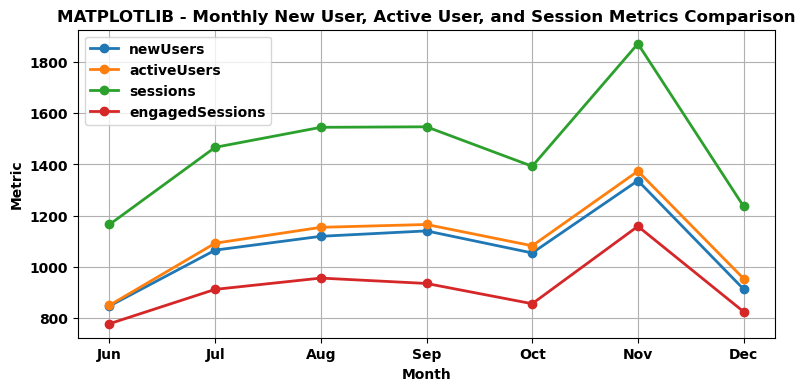 MATPLOTLIB - Monthly New User, Active User, and Session Metrics Comparison
newUsers
activeUsers
sessions
engagedSessions
1800
1600
1400
1200
1000
800
Metric
Jun Jul Aug Sep Oct Nov Dec
Month